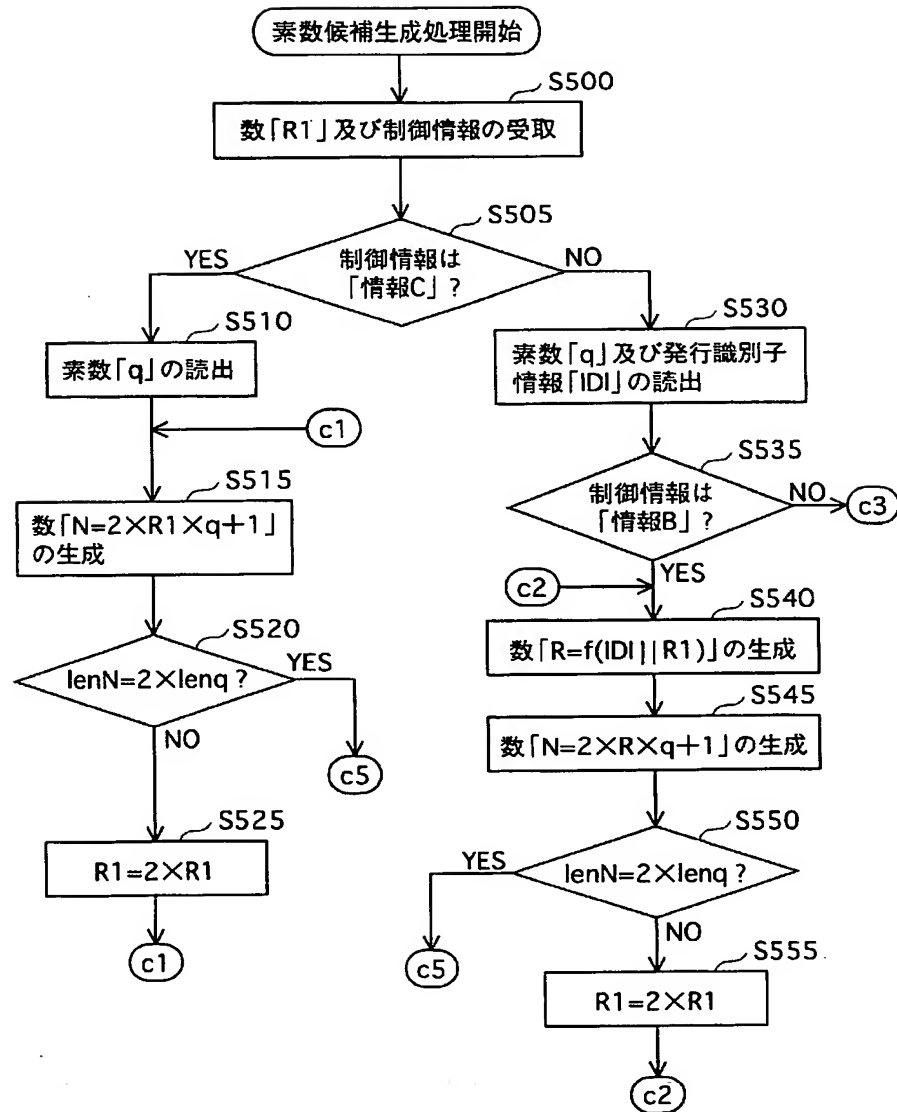 素数候補生成処理開始
S500
数「R1」及び制御情報の受取
S505
制御情報は
「情報C」?
YES
NO
S510
素数「q」の読出
c1
S515
数「N=2×R1×q+1」
の生成
S520
lenN=2×lenq?
YES
c5
NO
S525
R1=2×R1
c1
S530
素数「q」及び発行識別子
情報「IDI」の読出
S535
制御情報は
「情報B」?
NO
c3
YES
c2
S540
数「R=f(IDI||R1)」の生成
S545
数「N=2×R×q+1」の生成
S550
lenN=2×lenq?
YES
c5
NO
S555
R1=2×R1
c2